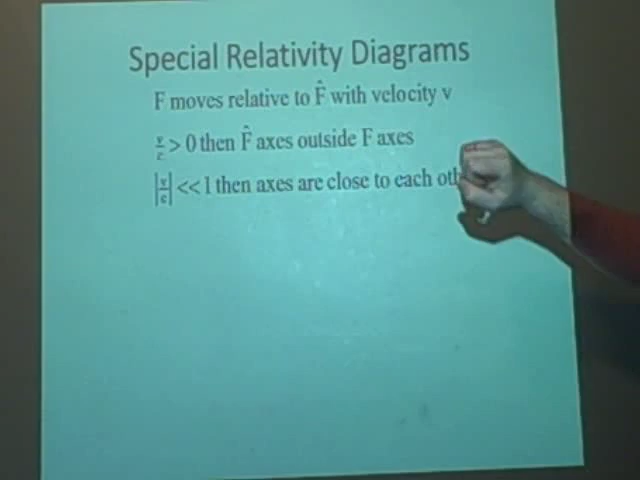 Special Relativity Diagrams
F moves relative to F̂ with velocity v
v/c > 0 then F̂ axes outside F axes
|v/c| << 1 then axes are close to each oth